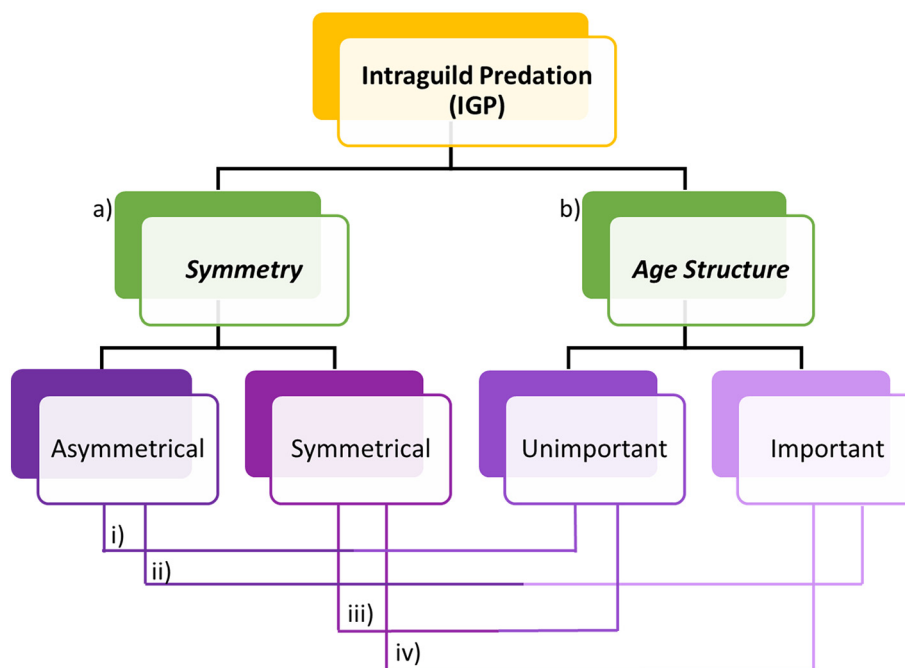 Intraguild Predation
(IGP)
a)
b)
Symmetry
Age Structure
Asymmetrical
Symmetrical
Unimportant
Important
i)
ii)
iii)
iv)